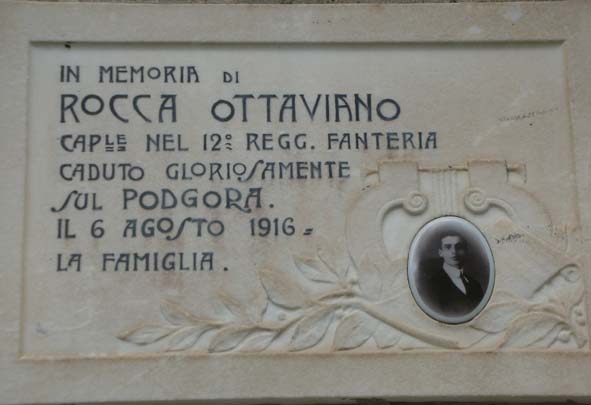 IN MEMORIA DI
ROCCA OTTAVIANO
CAPLE NEL 12° REGG. FANTERIA
CADUTO GLORIOSAMENTE
SUL PODGORA.
IL 6 AGOSTO 1916=
LA FAMIGLIA.